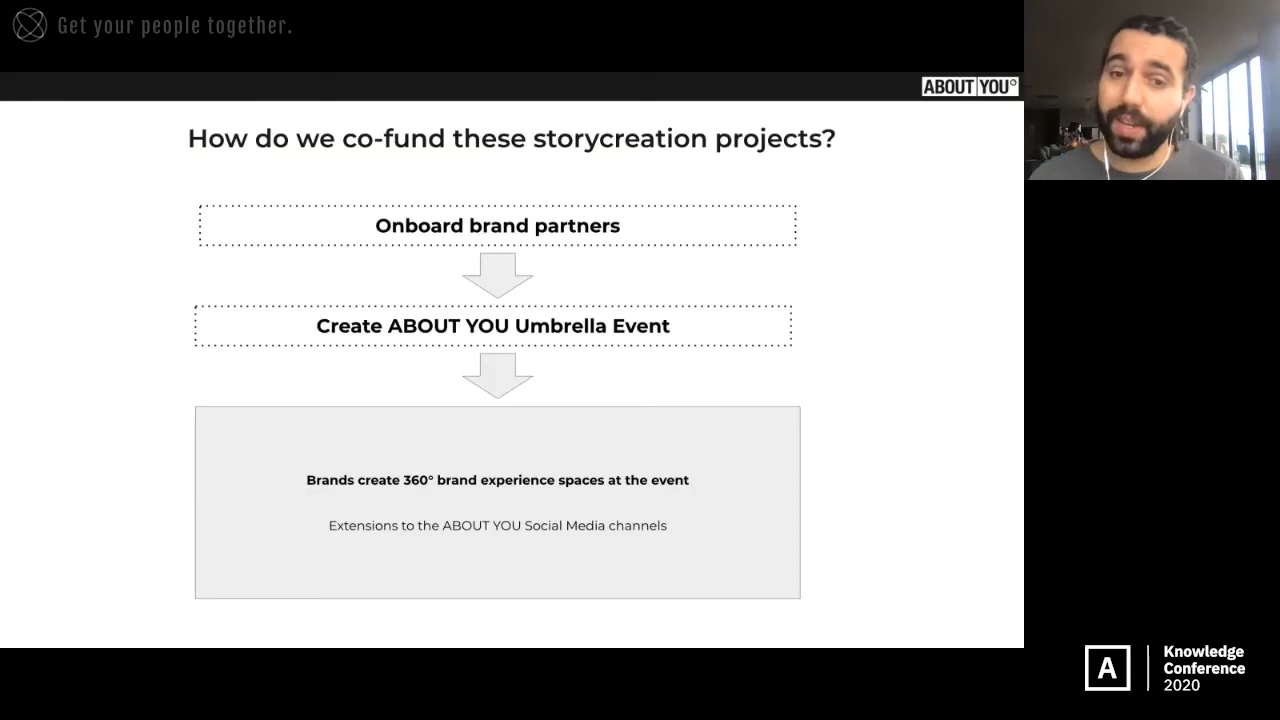 Get your people together.
ABOUT YOU°
How do we co-fund these storycreation projects?
Onboard brand partners
Create ABOUT YOU Umbrella Event
Brands create 360° brand experience spaces at the event
Extensions to the ABOUT YOU Social Media channels
A
Knowledge
Conference
2020